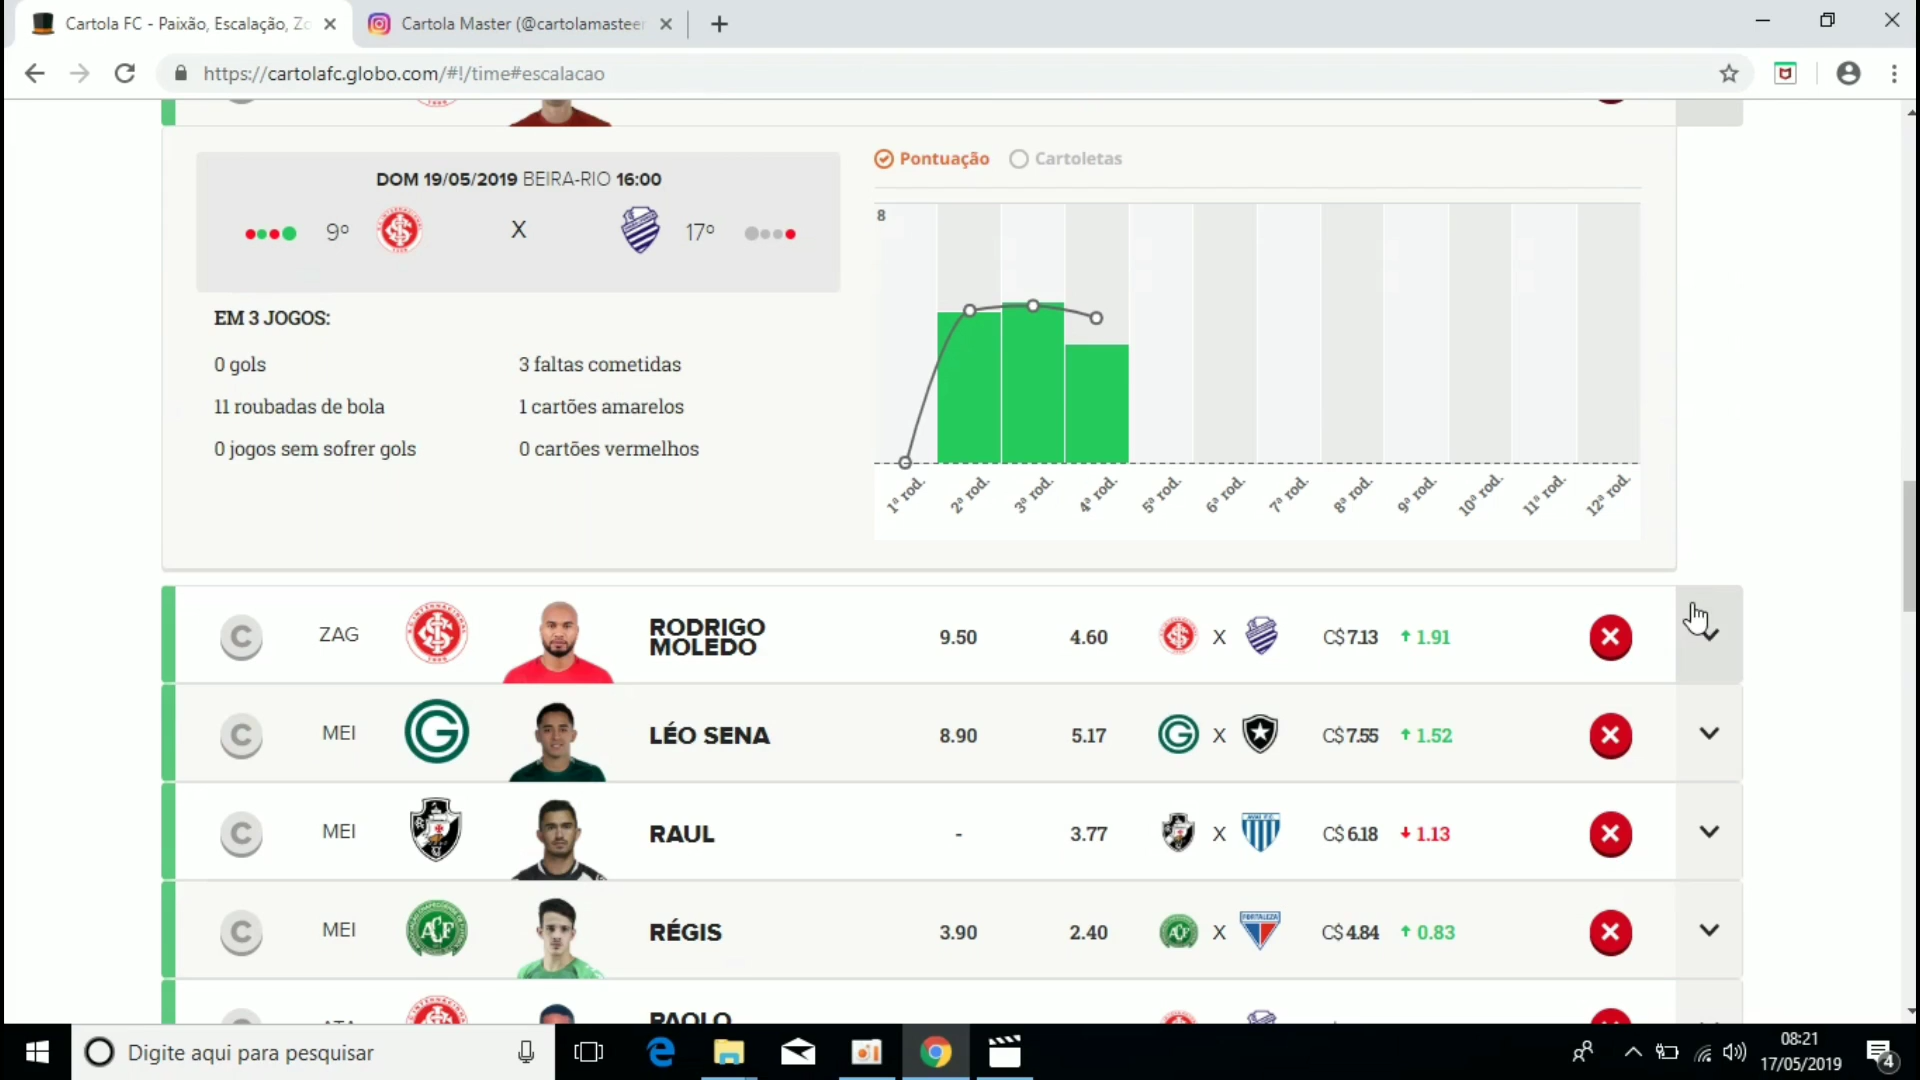 Cartola FC - Paixão, Escalação, Zo
Cartola Master (@cartolamasteer
https://cartolafc.globo.com/#!/time#escalacao
DOM 19/05/2019 BEIRA-RIO 16:00
9º X 17º
EM 3 JOGOS:
0 gols
3 faltas cometidas
11 roubadas de bola
1 cartões amarelos
0 jogos sem sofrer gols
0 cartões vermelhos
Pontuação Cartoletas
8
1ª rod. 2ª rod. 3ª rod. 4ª rod. 5ª rod. 6ª rod. 7ª rod. 8ª rod. 9ª rod. 10ª rod. 11ª rod. 12ª rod.
C ZAG RODRIGO MOLEDO 9.50 4.60 X C$ 7.13 1.91
C MEI LÉO SENA 8.90 5.17 X C$ 7.55 1.52
C MEI RAUL - 3.77 X C$ 6.18 1.13
C MEI RÉGIS 3.90 2.40 X C$ 4.84 0.83
ATA PAOLO
Digite aqui para pesquisar
08:21
17/05/2019
4